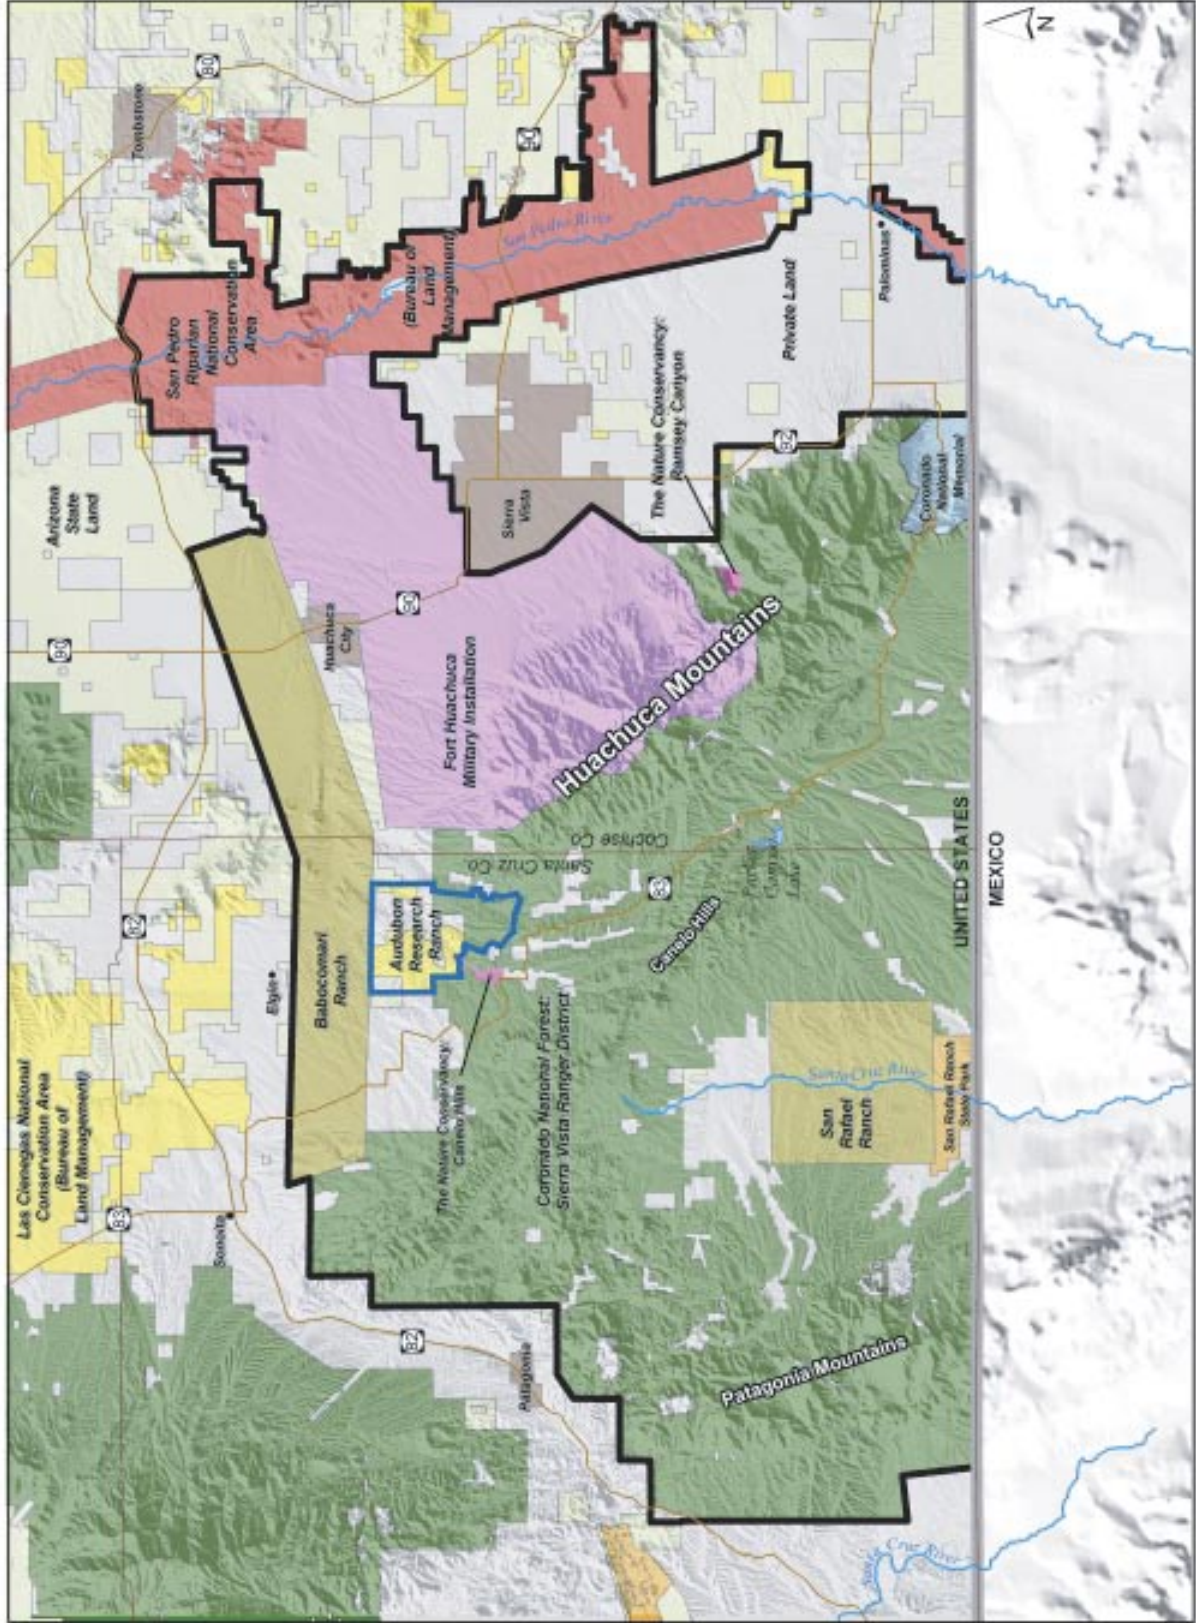 Las Cienegas National
Conservation Area
(Bureau of
Land Management)
83
Sonoita
82
Elgin
90
Arizona
State
Land
Tombstone
80
San Pedro
Riparian
National
Conservation
Area
(Bureau of
Land
Management)
Babocomari
Ranch
Huachuca
City
90
82
Patagonia
Audobon
Research
Ranch
The Nature Conservancy:
Canelo Hills
Fort Huachuca
Military Installation
Santa Cruz Co
Cochise Co
Sierra
Vista
90
San Pedro River
Coronado National Forest:
Sierra Vista Ranger District
Huachuca Mountains
The Nature Conservancy:
Ramsey Canyon
83
Canelo Hills
Parker
Canyon
Lake
92
Private Land
Palominas
Patagonia Mountains
San
Rafael
Ranch
Santa Cruz River
San Rafael Ranch
State Park
Coronado
National
Memorial
Santa Cruz River
UNITED STATES
MEXICO
N